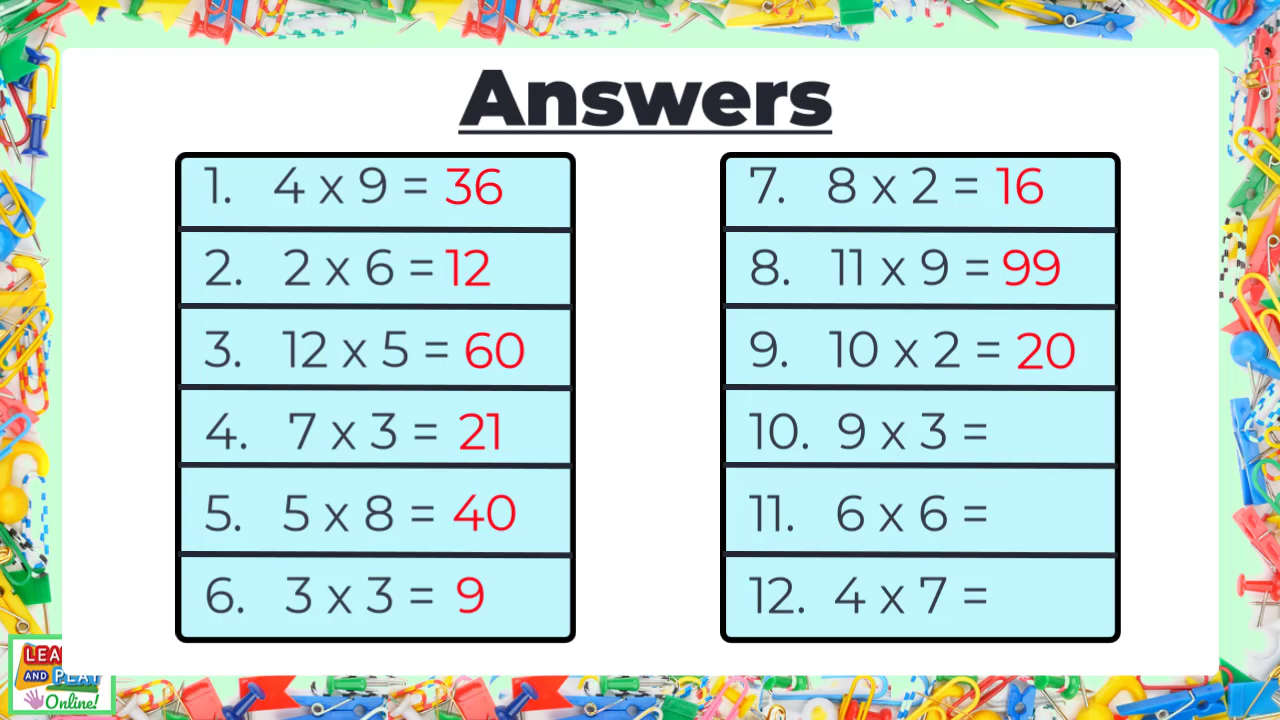 Answers
1. 4 x 9 = 36
2. 2 x 6 = 12
3. 12 x 5 = 60
4. 7 x 3 = 21
5. 5 x 8 = 40
6. 3 x 3 = 9
7. 8 x 2 = 16
8. 11 x 9 = 99
9. 10 x 2 = 20
10. 9 x 3 =
11. 6 x 6 =
12. 4 x 7 =
LEA
AND PLAY
Online!